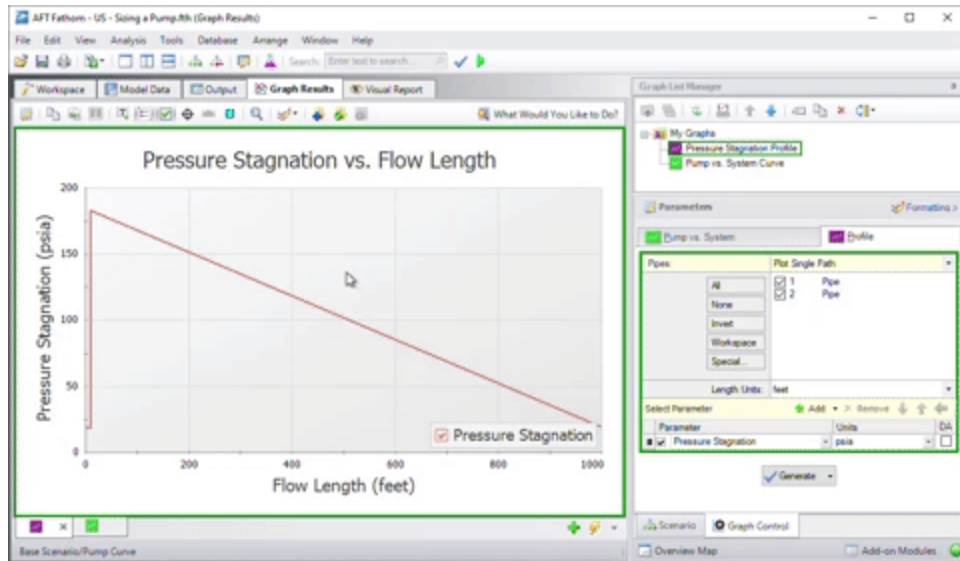 AFT Fathom - US - Sizing a Pump.fth (Graph Results)
File Edit View Analysis Tools Database Arrange Window Help
Search: Enter text to search...
Workspace Model Data Output Graph Results Visual Report
What Would You Like to Do?
Pressure Stagnation vs. Flow Length
Pressure Stagnation (psia)
200
150
100
50
0
0 200 400 600 800 1000
Pressure Stagnation
Flow Length (feet)
Base Scenario/Pump Curve
Graph List Manager
My Graphs
Pressure Stagnation Profile
Pump vs. System Curve
Parameters Formatting >
Pump vs. System Profile
Pipes: Plot Single Path
All
None
Invert
Workspace
Special...
1 Pipe
2 Pipe
Length Units: feet
Select Parameter Add Remove
Parameter Units DA
Pressure Stagnation psia
Generate
Scenario Graph Control
Overview Map Add-on Modules